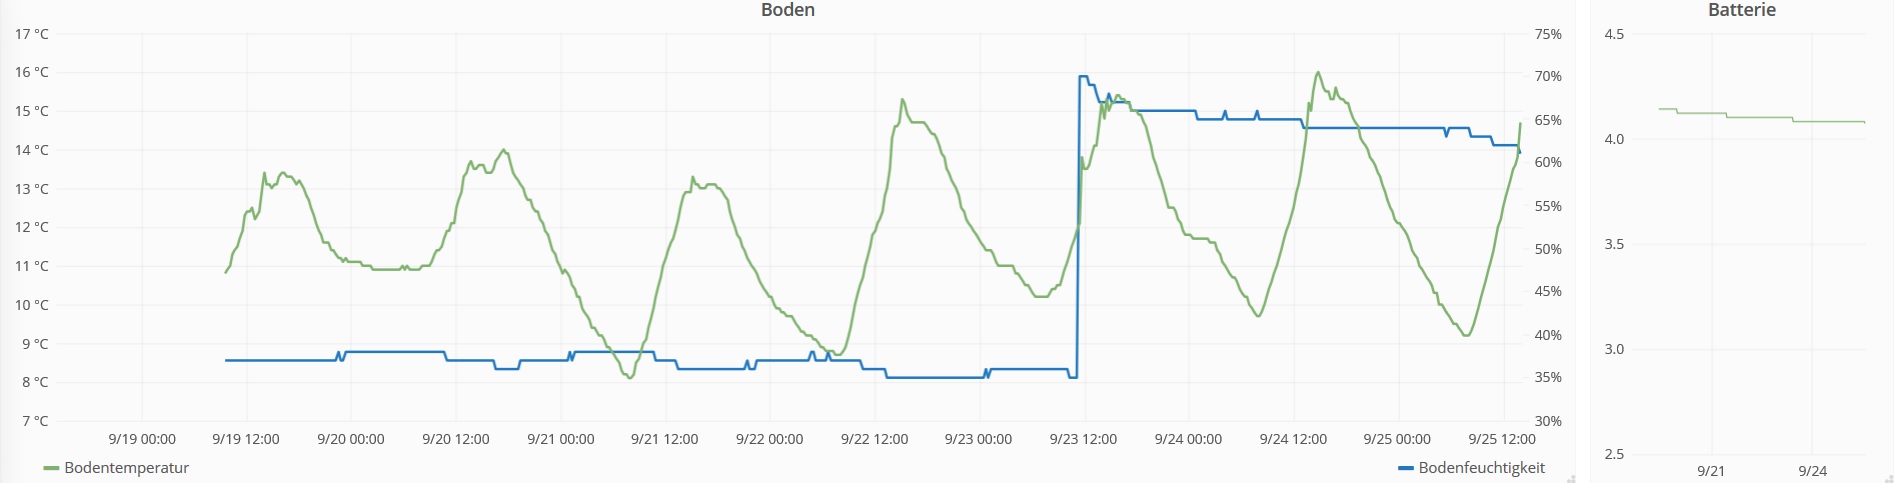 Boden
17 °C
16 °C
15 °C
14 °C
13 °C
12 °C
11 °C
10 °C
9 °C
8 °C
7 °C
75%
70%
65%
60%
55%
50%
45%
40%
35%
30%
9/19 00:00 9/19 12:00 9/20 00:00 9/20 12:00 9/21 00:00 9/21 12:00 9/22 00:00 9/22 12:00 9/23 00:00 9/23 12:00 9/24 00:00 9/24 12:00 9/25 00:00 9/25 12:00
Bodentemperatur
Bodenfeuchtigkeit
Batterie
4.5
4.0
3.5
3.0
2.5
9/21 9/24